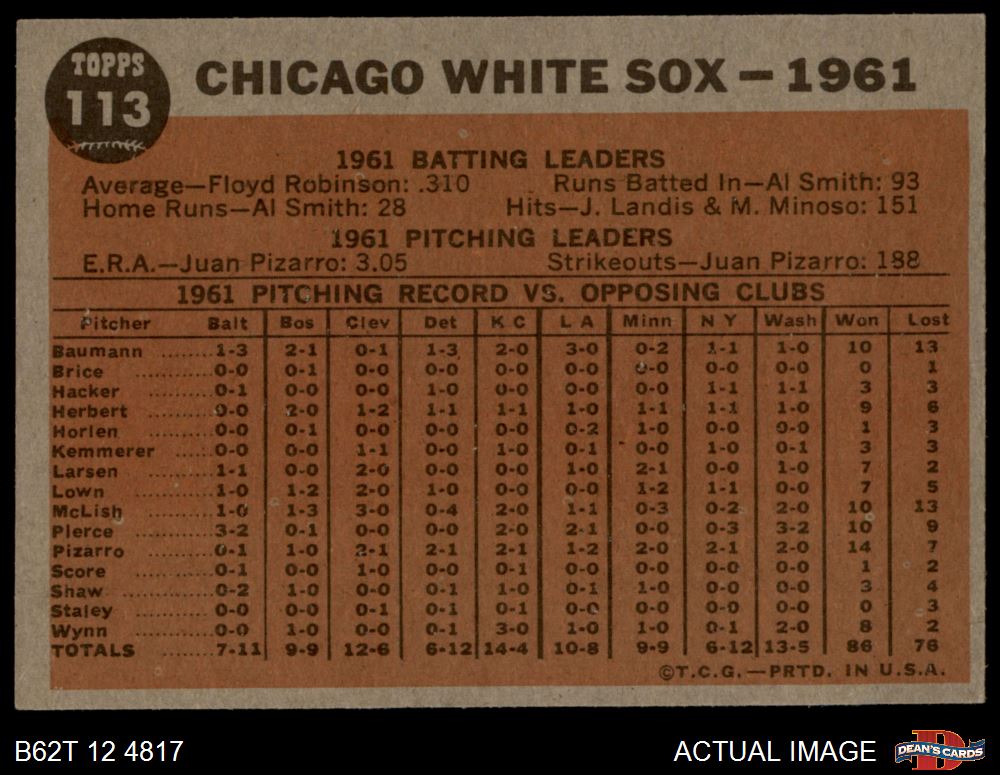 TOPPS
113
CHICAGO WHITE SOX — 1961
1961 BATTING LEADERS
Average—Floyd Robinson: .310 Runs Batted In—Al Smith: 93
Home Runs—Al Smith: 28 Hits—J. Landis & M. Minoso: 151
1961 PITCHING LEADERS
E.R.A.—Juan Pizarro: 3.05 Strikeouts—Juan Pizarro: 188
1961 PITCHING RECORD VS. OPPOSING CLUBS
Pitcher Balt Bos Clev Det K C L A Minn N Y Wash Won Lost
Baumann ........1-3 2-1 0-1 1-3 2-0 3-0 0-2 1-1 1-0 10 13
Brice ............0-0 0-1 0-0 0-0 0-0 0-0 0-0 0-0 0-0 0 1
Hacker ..........0-1 0-0 0-0 1-0 0-0 0-0 0-0 1-1 1-1 3 3
Herbert ........0-0 2-0 1-2 1-1 1-1 1-0 1-1 1-1 1-0 9 6
Horlen ..........0-0 0-1 0-0 0-0 0-0 0-2 1-0 0-0 0-0 1 3
Kemmerer ......0-0 0-0 1-1 0-0 1-0 0-1 0-0 1-0 0-1 3 3
Larsen ..........1-1 0-0 2-0 0-0 0-0 1-0 2-1 0-0 1-0 7 2
Lown ............1-0 1-2 2-0 1-0 0-0 0-0 1-2 1-1 0-0 7 5
McLish ..........1-0 1-3 3-0 0-4 2-0 1-1 0-3 0-2 2-0 10 13
Pierce ..........3-2 0-1 0-0 0-0 2-0 2-1 0-0 0-3 3-2 10 9
Pizarro ..........0-1 1-0 2-1 2-1 2-1 1-2 2-0 2-1 2-0 14 7
Score ............0-1 0-0 1-0 0-0 0-1 0-0 0-0 0-0 0-0 1 2
Shaw ............0-2 1-0 0-0 0-1 1-0 0-1 1-0 0-0 0-0 3 4
Staley ..........0-0 0-0 0-1 0-1 0-1 0-0 0-0 0-0 0-0 0 3
Wynn ............0-0 1-0 0-0 0-1 3-0 1-0 1-0 0-1 2-0 8 2
TOTALS ..........7-11 9-9 12-6 6-12 14-4 10-8 9-9 6-12 13-5 86 76
©T.C.G.—PRTD. IN U.S.A.
B62T 12 4817 ACTUAL IMAGE
DEAN'S CARDS